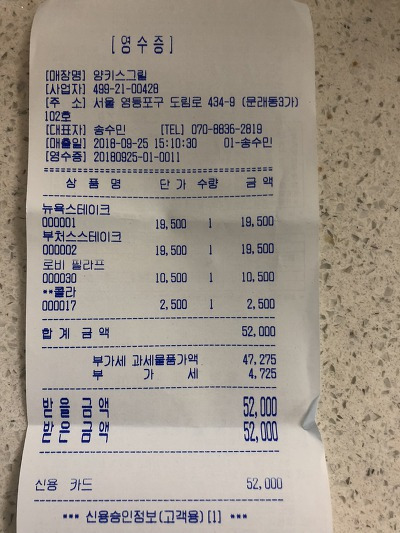 [영수증]
[매장명] 양키스그릴
[사업자] 499-21-00428
[주 소] 서울 영등포구 도림로 434-9 (문래동3가)
102호
[대표자] 송수민 [TEL] 070-8836-2819
[매출일] 2018-09-25 15:10:30 01-송수민
[영수증] 20180925-01-0011
상 품 명 단 가 수량 금 액
뉴욕스테이크
000001 19,500 1 19,500
부처스스테이크
000002 19,500 1 19,500
로비 필라프
000030 10,500 1 10,500
**콜라
000017 2,500 1 2,500
합 계 금 액 52,000
부가세 과세물품가액 47,275
부 가 세 4,725
받을금액 52,000
받은금액 52,000
신용 카드 52,000
*** 신용승인정보(고객용)[1] ***